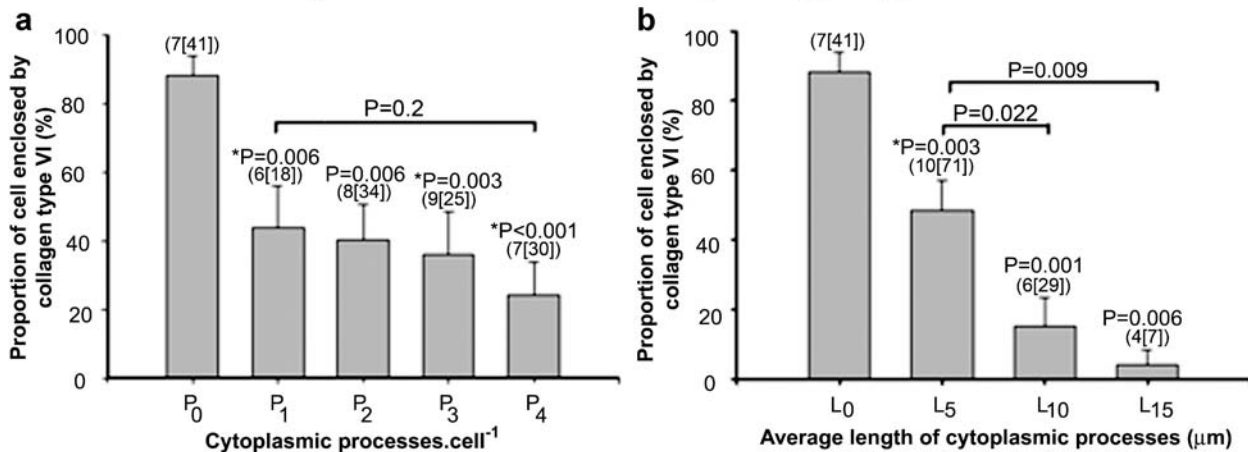 a
Proportion of cell enclosed by
collagen type VI (%)
100
80
60
40
20
0
(7[41])
P=0.2
*P=0.006
(6[18])
P=0.006
(8[34])
*P=0.003
(9[25])
*P<0.001
(7[30])
P0
P1
P2
P3
P4
Cytoplasmic processes.cell-1
b
Proportion of cell enclosed by
collagen type VI (%)
100
80
60
40
20
0
(7[41])
P=0.009
P=0.022
*P=0.003
(10[71])
P=0.001
(6[29])
P=0.006
(4[7])
L0
L5
L10
L15
Average length of cytoplasmic processes (μm)